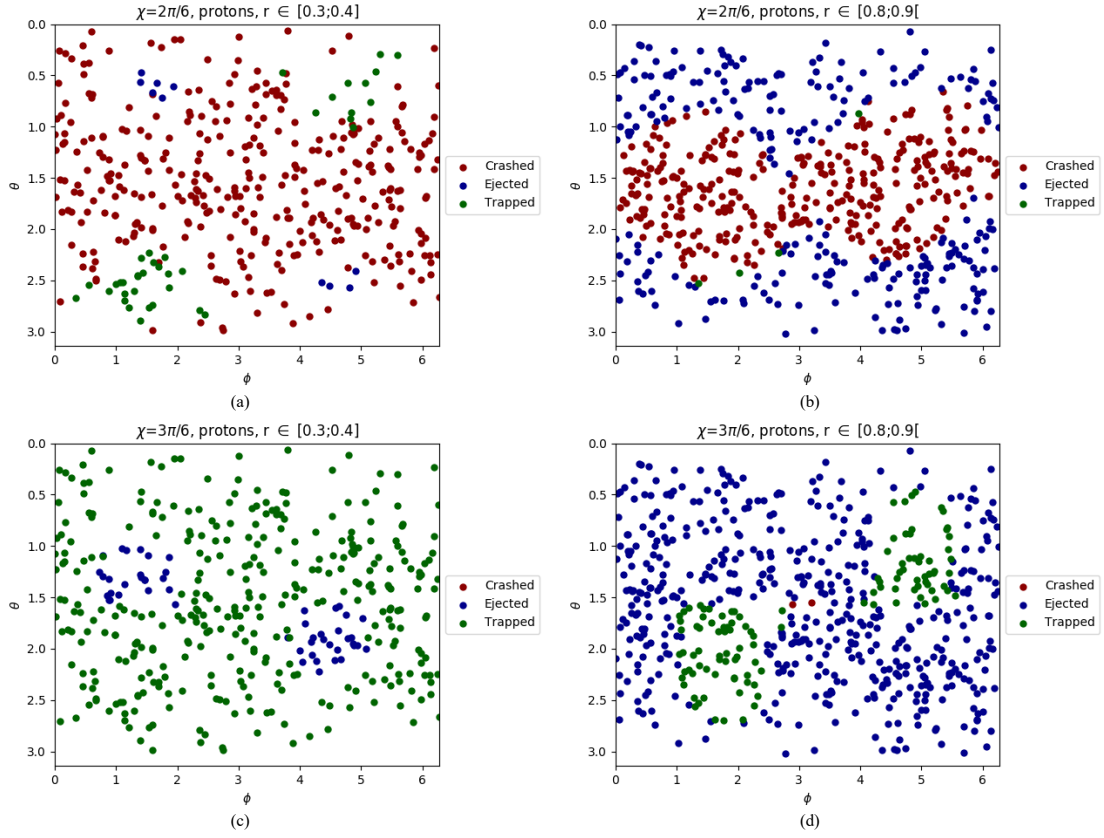 χ=2π/6, protons, r ∈ [0.3;0.4]
0.0
0.5
1.0
1.5
2.0
2.5
3.0
θ
0 1 2 3 4 5 6
ϕ
Crashed
Ejected
Trapped
(a)
χ=2π/6, protons, r ∈ [0.8;0.9[
0.0
0.5
1.0
1.5
2.0
2.5
3.0
θ
0 1 2 3 4 5 6
ϕ
Crashed
Ejected
Trapped
(b)
χ=3π/6, protons, r ∈ [0.3;0.4]
0.0
0.5
1.0
1.5
2.0
2.5
3.0
θ
0 1 2 3 4 5 6
ϕ
Crashed
Ejected
Trapped
(c)
χ=3π/6, protons, r ∈ [0.8;0.9[
0.0
0.5
1.0
1.5
2.0
2.5
3.0
θ
0 1 2 3 4 5 6
ϕ
Crashed
Ejected
Trapped
(d)